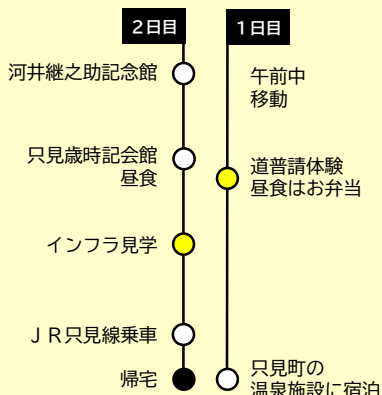 1日目
午前中
移動
道普請体験
昼食はお弁当
只見町の
温泉施設に宿泊
2日目
河井継之助記念館
只見歳時記会館
昼食
インフラ見学
JR只見線乗車
帰宅